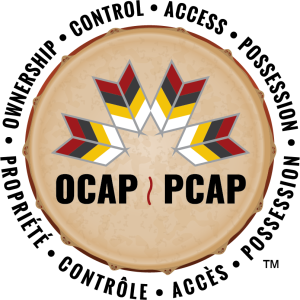 OWNERSHIP • CONTROL • ACCESS • POSSESSION •
OCAP PCAP
PROPRIÉTÉ • CONTRÔLE • ACCÈS • POSSESSION •
TM